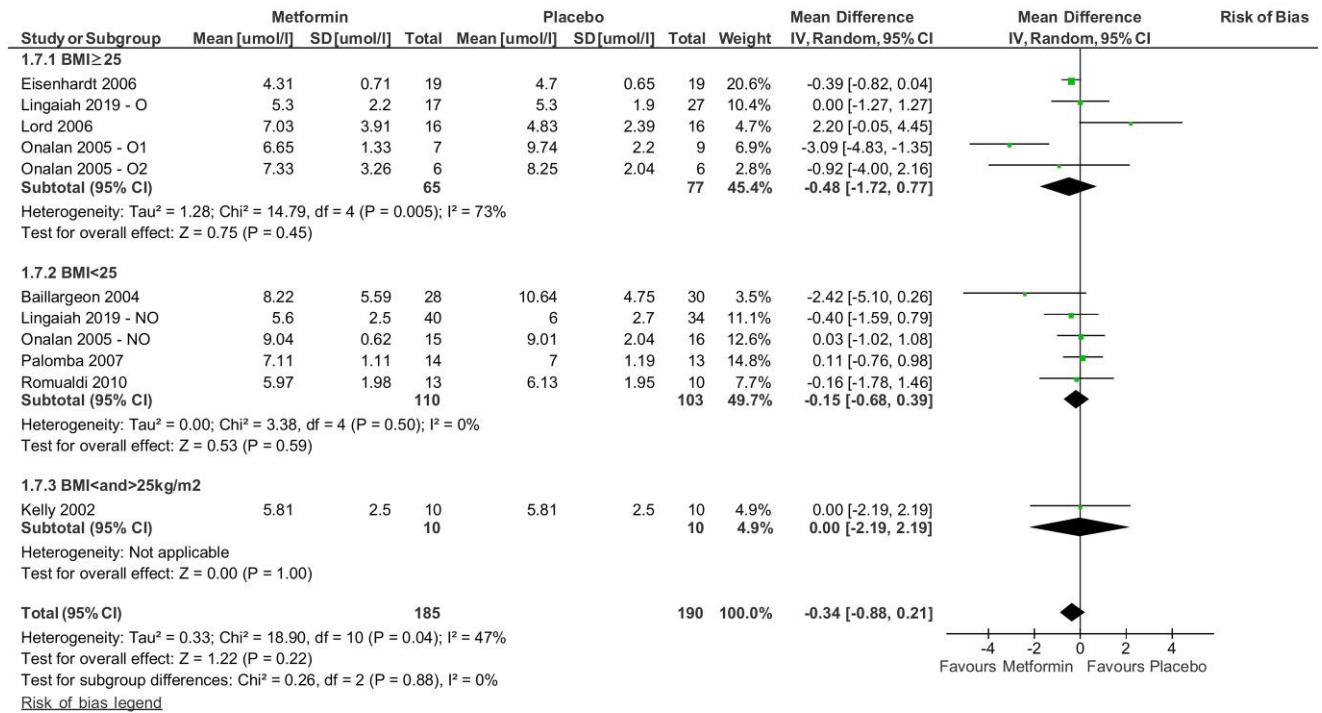 Metformin Placebo Mean Difference Mean Difference Risk of Bias
Study or Subgroup Mean [umol/l] SD [umol/l] Total Mean [umol/l] SD [umol/l] Total Weight IV, Random, 95% CI IV, Random, 95% CI
1.7.1 BMI≥25
Eisenhardt 2006 4.31 0.71 19 4.7 0.65 19 20.6% -0.39 [-0.82, 0.04]
Lingaiah 2019 - O 5.3 2.2 17 5.3 1.9 27 10.4% 0.00 [-1.27, 1.27]
Lord 2006 7.03 3.91 16 4.83 2.39 16 4.7% 2.20 [-0.05, 4.45]
Onalan 2005 - O1 6.65 1.33 7 9.74 2.2 9 6.9% -3.09 [-4.83, -1.35]
Onalan 2005 - O2 7.33 3.26 6 8.25 2.04 6 2.8% -0.92 [-4.00, 2.16]
Subtotal (95% CI) 65 77 45.4% -0.48 [-1.72, 0.77]
Heterogeneity: Tau² = 1.28; Chi² = 14.79, df = 4 (P = 0.005); I² = 73%
Test for overall effect: Z = 0.75 (P = 0.45)
1.7.2 BMI<25
Baillargeon 2004 8.22 5.59 28 10.64 4.75 30 3.5% -2.42 [-5.10, 0.26]
Lingaiah 2019 - NO 5.6 2.5 40 6 2.7 34 11.1% -0.40 [-1.59, 0.79]
Onalan 2005 - NO 9.04 0.62 15 9.01 2.04 16 12.6% 0.03 [-1.02, 1.08]
Palomba 2007 7.11 1.11 14 7 1.19 13 14.8% 0.11 [-0.76, 0.98]
Romualdi 2010 5.97 1.98 13 6.13 1.95 10 7.7% -0.16 [-1.78, 1.46]
Subtotal (95% CI) 110 103 49.7% -0.15 [-0.68, 0.39]
Heterogeneity: Tau² = 0.00; Chi² = 3.38, df = 4 (P = 0.50); I² = 0%
Test for overall effect: Z = 0.53 (P = 0.59)
1.7.3 BMI<and>25kg/m2
Kelly 2002 5.81 2.5 10 5.81 2.5 10 4.9% 0.00 [-2.19, 2.19]
Subtotal (95% CI) 10 10 4.9% 0.00 [-2.19, 2.19]
Heterogeneity: Not applicable
Test for overall effect: Z = 0.00 (P = 1.00)
Total (95% CI) 185 190 100.0% -0.34 [-0.88, 0.21]
Heterogeneity: Tau² = 0.33; Chi² = 18.90, df = 10 (P = 0.04); I² = 47%
Test for overall effect: Z = 1.22 (P = 0.22)
Test for subgroup differences: Chi² = 0.26, df = 2 (P = 0.88), I² = 0%
-4 -2 0 2 4
Favours Metformin Favours Placebo
Risk of bias legend